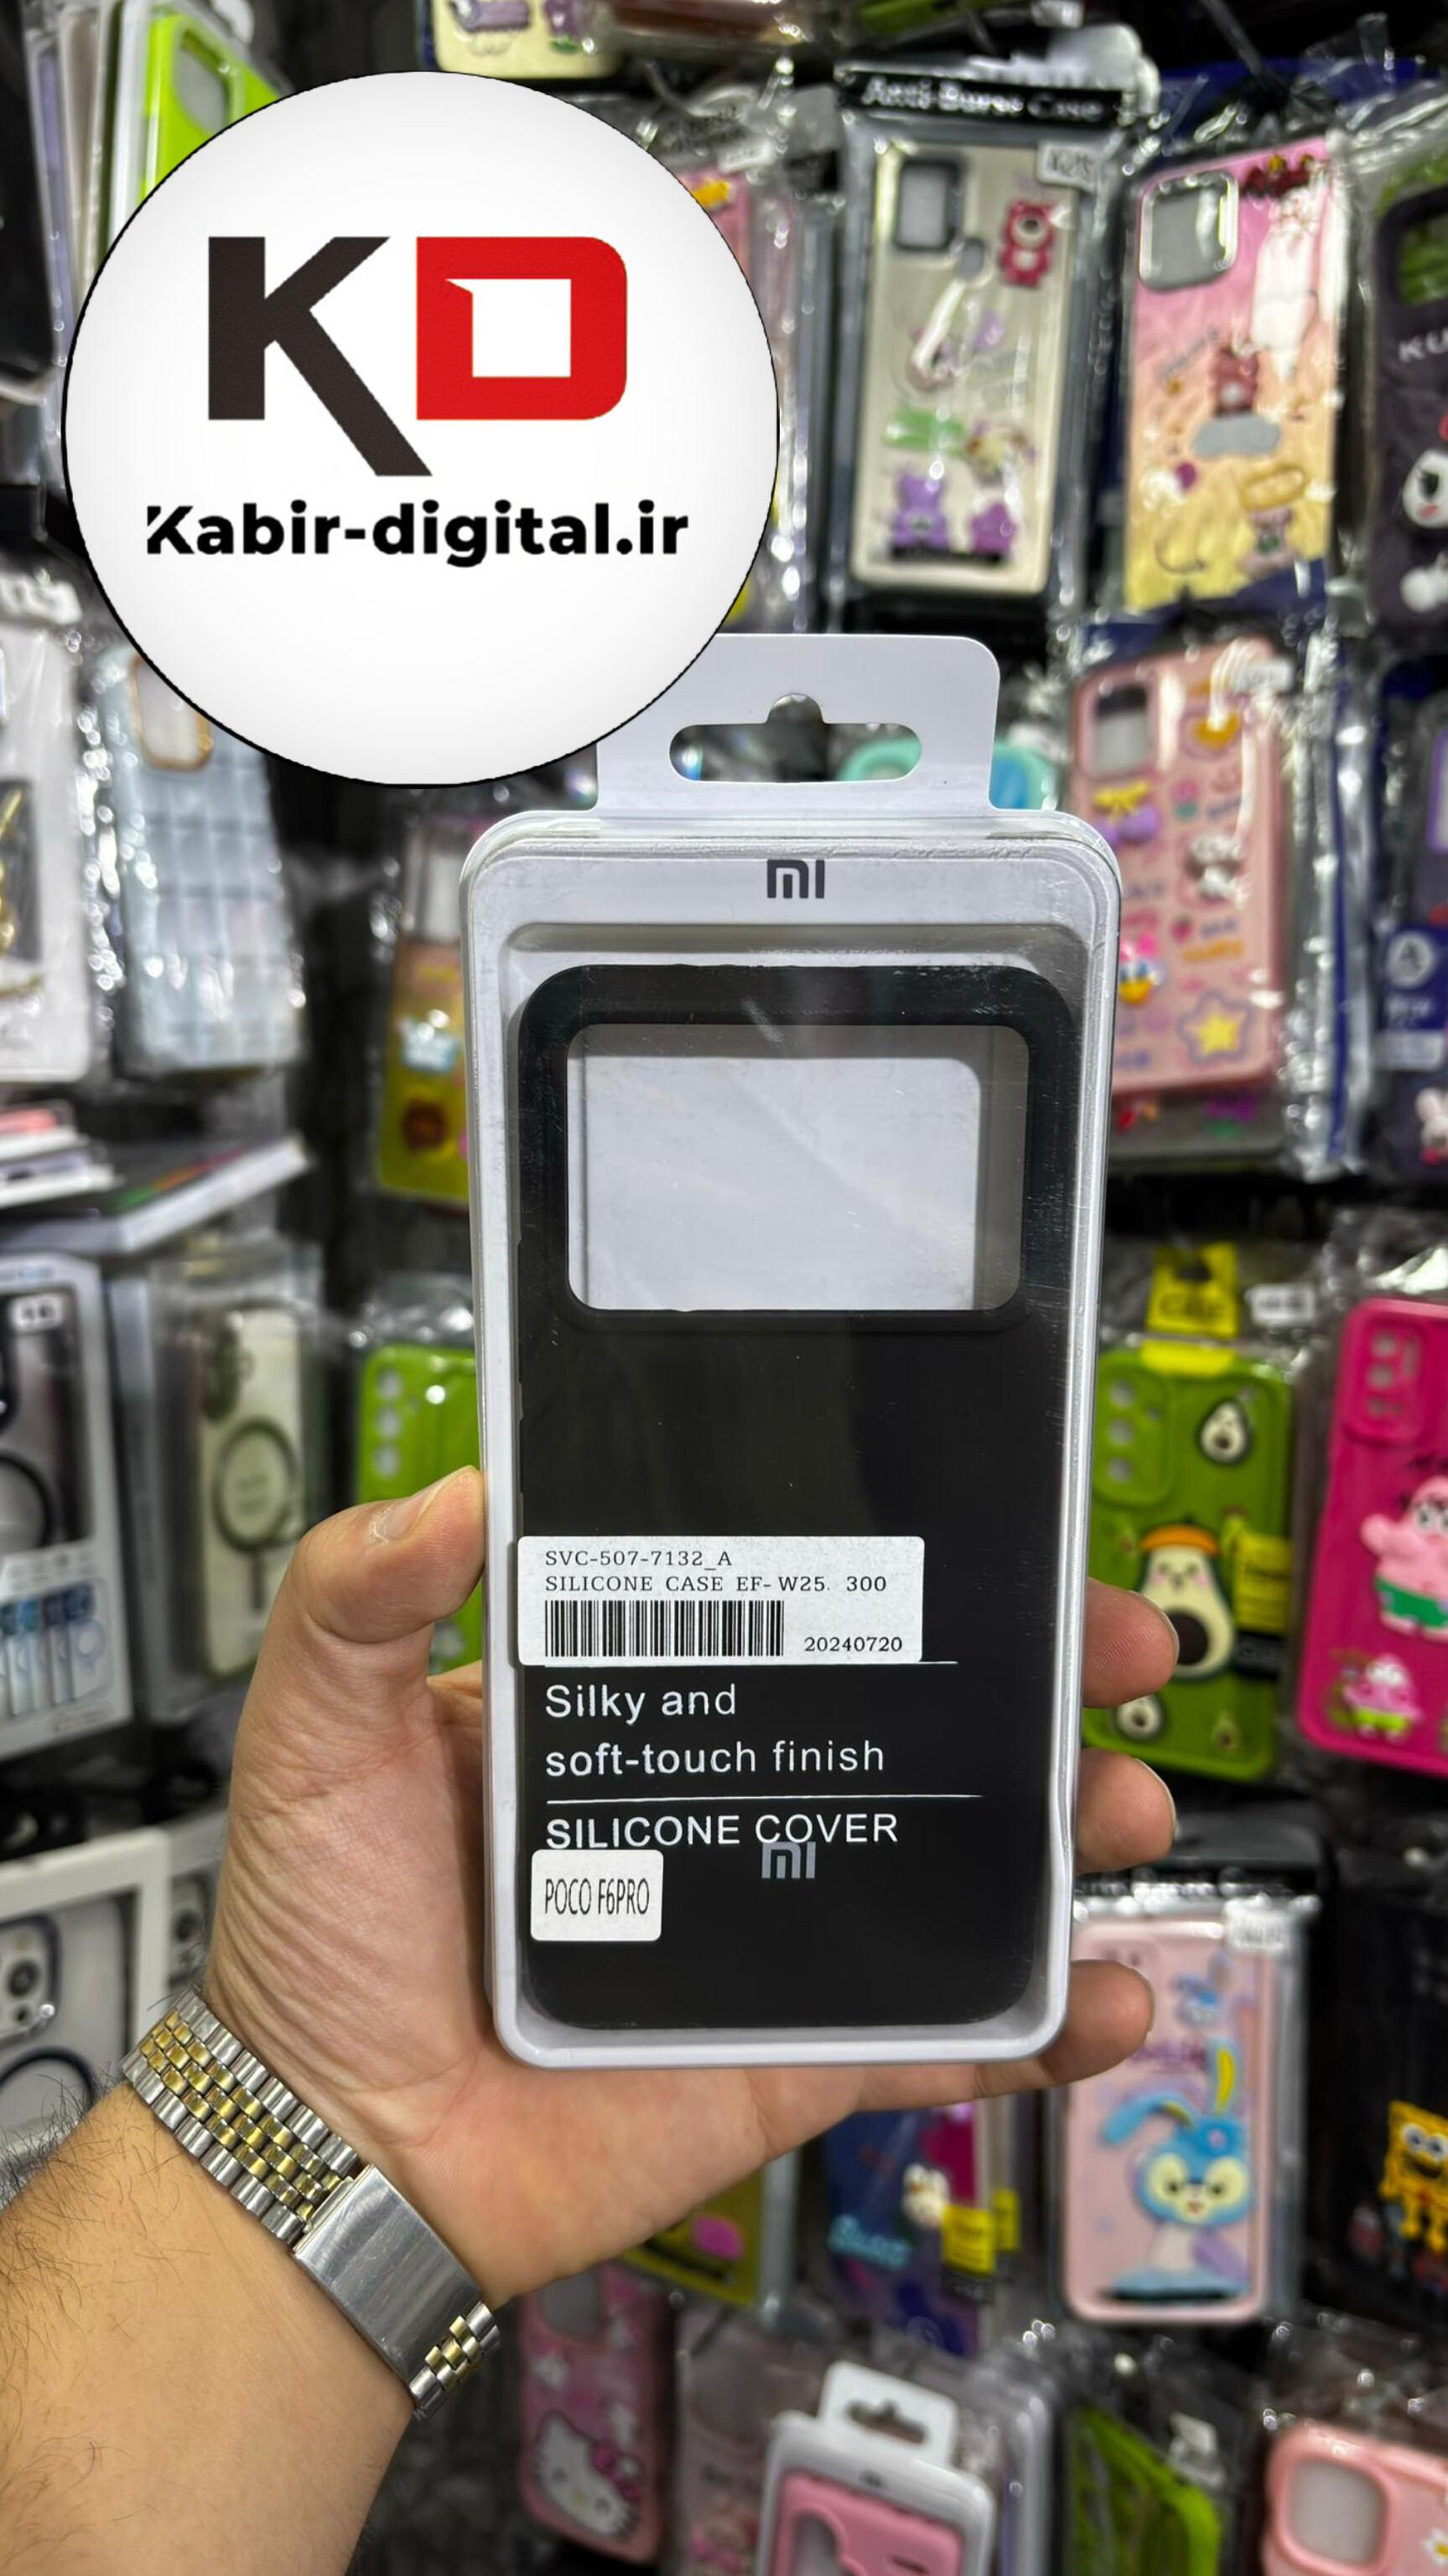 Anti-Burst Case
KD
Kabir-digital.ir
mi
SVC-507-7132_A
SILICONE CASE EF-W25. 300
20240720
Silky and
soft-touch finish
SILICONE COVER
mi
POCO F6PRO